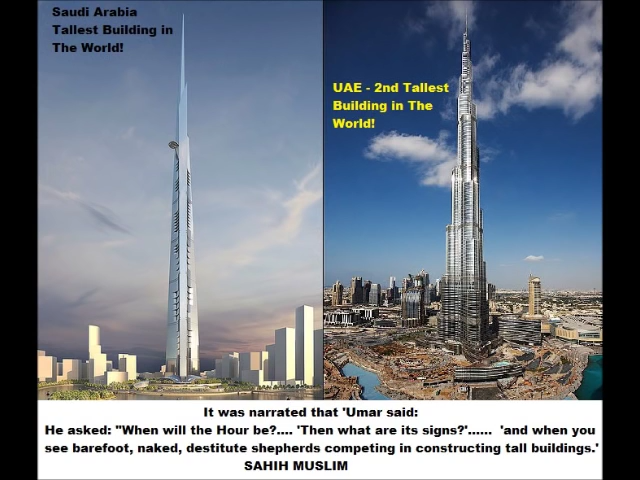 Saudi Arabia
Tallest Building in
The World!
UAE - 2nd Tallest
Building in The
World!
It was narrated that 'Umar said:
He asked: "When will the Hour be?.... 'Then what are its signs?'...... 'and when you
see barefoot, naked, destitute shepherds competing in constructing tall buildings.'
SAHIH MUSLIM